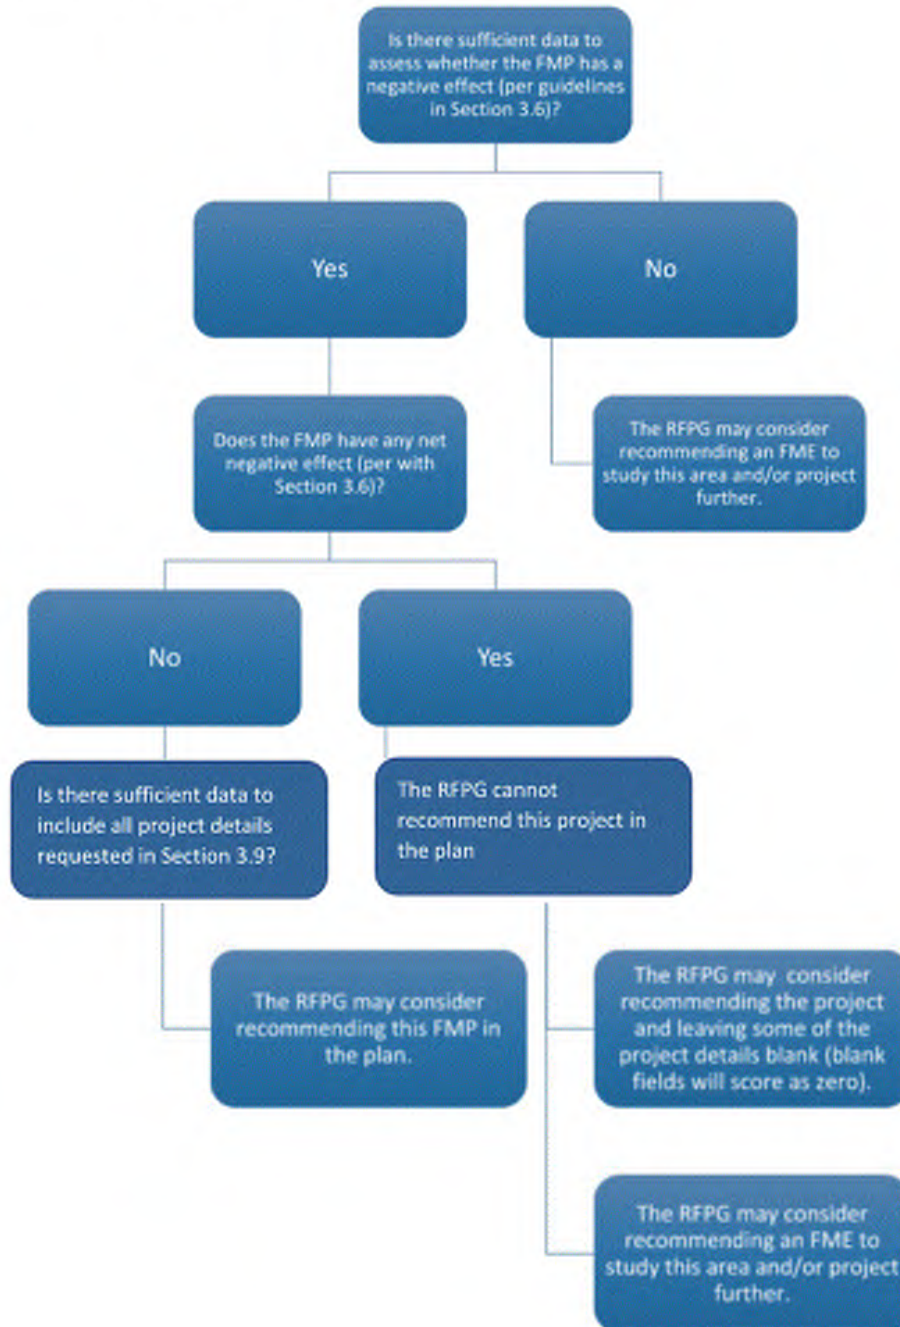 Is there sufficient data to
assess whether the FMP has a
negative effect (per guidelines
in Section 3.6)?
Yes
No
Does the FMP have any net
negative effect (per with
Section 3.6)?
The RFPG may consider
recommending an FME to
study this area and/or project
further.
No
Yes
Is there sufficient data to
include all project details
requested in Section 3.9?
The RFPG cannot
recommend this project in
the plan
The RFPG may consider
recommending this FMP in
the plan.
The RFPG may consider
recommending the project
and leaving some of the
project details blank (blank
fields will score as zero).
The RFPG may consider
recommending an FME to
study this area and/or project
further.